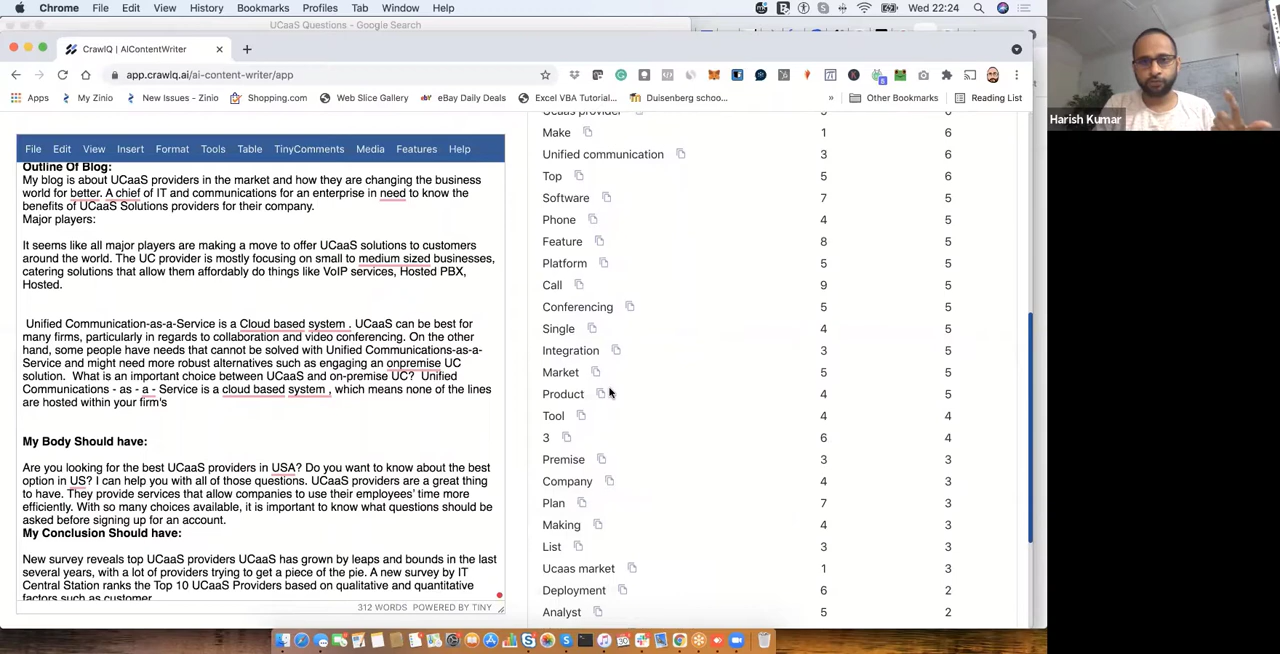 Chrome File Edit View History Bookmarks Profiles Tab Window Help Wed 22:24
UCaaS Questions - Google Search
CrawlQ | AIContentWriter
app.crawlq.ai/ai-content-writer/app
Apps My Zinio New Issues - Zinio Shopping.com Web Slice Gallery eBay Daily Deals Excel VBA Tutorial... Duisenberg schoo... » Other Bookmarks Reading List
Harish Kumar
File Edit View Insert Format Tools Table TinyComments Media Features Help
Outline Of Blog:
My blog is about UCaaS providers in the market and how they are changing the business
world for better. A chief of IT and communications for an enterprise in need to know the
benefits of UCaaS Solutions providers for their company.
Major players:
It seems like all major players are making a move to offer UCaaS solutions to customers
around the world. The UC provider is mostly focusing on small to medium sized businesses,
catering solutions that allow them affordably do things like VoIP services, Hosted PBX,
Hosted.
Unified Communication-as-a-Service is a Cloud based system . UCaaS can be best for
many firms, particularly in regards to collaboration and video conferencing. On the other
hand, some people have needs that cannot be solved with Unified Communications-as-a-
Service and might need more robust alternatives such as engaging an onpremise UC
solution. What is an important choice between UCaaS and on-premise UC? Unified
Communications - as - a - Service is a cloud based system , which means none of the lines
are hosted within your firm's
My Body Should have:
Are you looking for the best UCaaS providers in USA? Do you want to know about the best
option in US? I can help you with all of those questions. UCaaS providers are a great thing
to have. They provide services that allow companies to use their employees' time more
efficiently. With so many choices available, it is important to know what questions should be
asked before signing up for an account.
My Conclusion Should have:
New survey reveals top UCaaS providers UCaaS has grown by leaps and bounds in the last
several years, with a lot of providers trying to get a piece of the pie. A new survey by IT
Central Station ranks the Top 10 UCaaS Providers based on qualitative and quantitative
factors such as customer
312 WORDS POWERED BY TINY
Ucaas provider
Make 1 6
Unified communication 3 6
Top 5 6
Software 7 5
Phone 4 5
Feature 8 5
Platform 5 5
Call 9 5
Conferencing 5 5
Single 4 5
Integration 3 5
Market 5 5
Product 4 5
Tool 4 4
3 6 4
Premise 3 3
Company 4 3
Plan 7 3
Making 4 3
List 3 3
Ucaas market 1 3
Deployment 6 2
Analyst 5 2